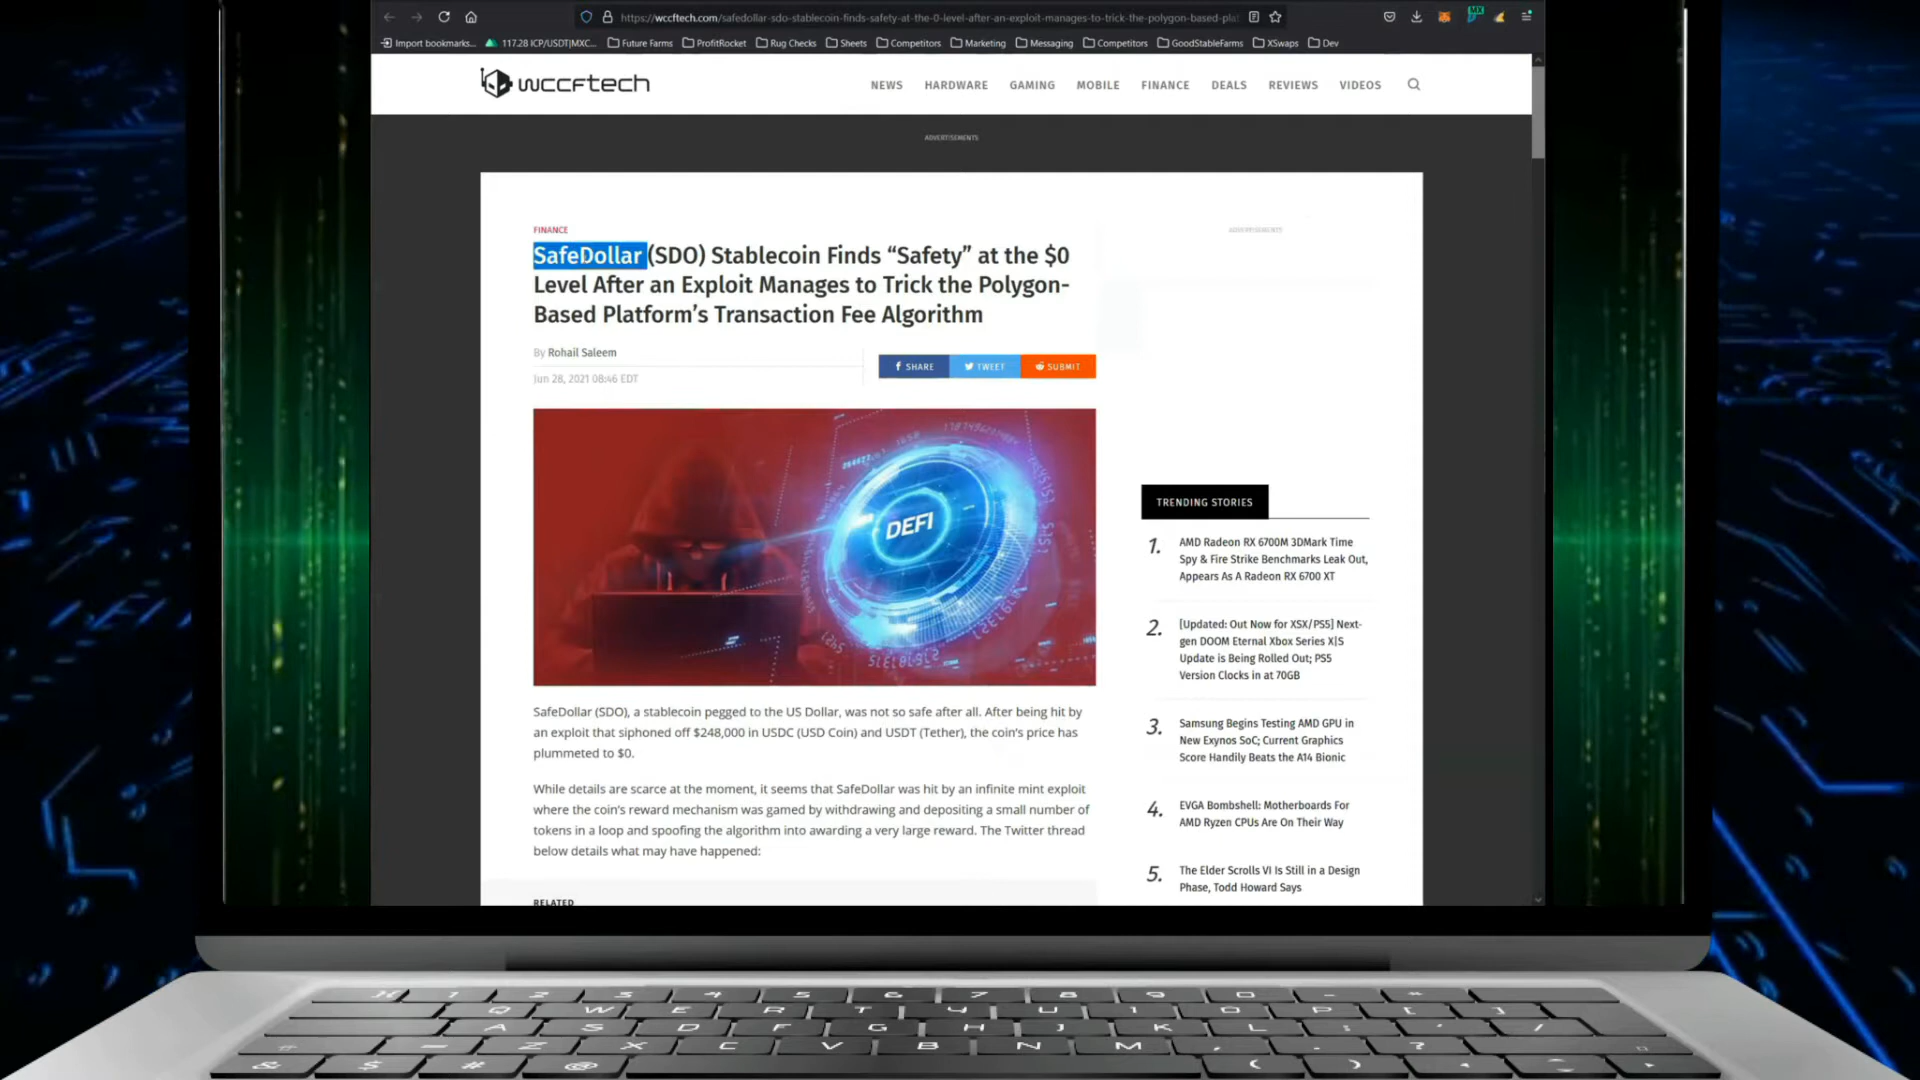 https://wccftech.com/safedollar-sdo-stablecoin-finds-safety-at-the-0-level-after-an-exploit-manages-to-trick-the-polygon-based-pla
Import bookmarks... 117.28 ICP/USDT|MXC... Future Farms ProfitRocket Rug Checks Sheets Competitors Marketing Messaging Competitors GoodStableFarms XSwaps Dev
wccftech
NEWS HARDWARE GAMING MOBILE FINANCE DEALS REVIEWS VIDEOS
ADVERTISEMENTS
FINANCE
SafeDollar (SDO) Stablecoin Finds “Safety” at the $0
Level After an Exploit Manages to Trick the Polygon-
Based Platform’s Transaction Fee Algorithm
By Rohail Saleem
Jun 28, 2021 08:46 EDT
SHARE TWEET SUBMIT
DEFI
SafeDollar (SDO), a stablecoin pegged to the US Dollar, was not so safe after all. After being hit by
an exploit that siphoned off $248,000 in USDC (USD Coin) and USDT (Tether), the coin’s price has
plummeted to $0.
While details are scarce at the moment, it seems that SafeDollar was hit by an infinite mint exploit
where the coin’s reward mechanism was gamed by withdrawing and depositing a small number of
tokens in a loop and spoofing the algorithm into awarding a very large reward. The Twitter thread
below details what may have happened:
RELATED
ADVERTISEMENTS
TRENDING STORIES
1. AMD Radeon RX 6700M 3DMark Time
Spy & Fire Strike Benchmarks Leak Out,
Appears As A Radeon RX 6700 XT
2. [Updated: Out Now for XSX/PS5] Next-
gen DOOM Eternal Xbox Series X|S
Update is Being Rolled Out; PS5
Version Clocks in at 70GB
3. Samsung Begins Testing AMD GPU in
New Exynos SoC; Current Graphics
Score Handily Beats the A14 Bionic
4. EVGA Bombshell: Motherboards For
AMD Ryzen CPUs Are On Their Way
5. The Elder Scrolls VI Is Still in a Design
Phase, Todd Howard Says
1 2 3 4 5 6 7 8 9 0
Q W E R T Y U I O P
A S D F G H J K L
Z X C V B N M